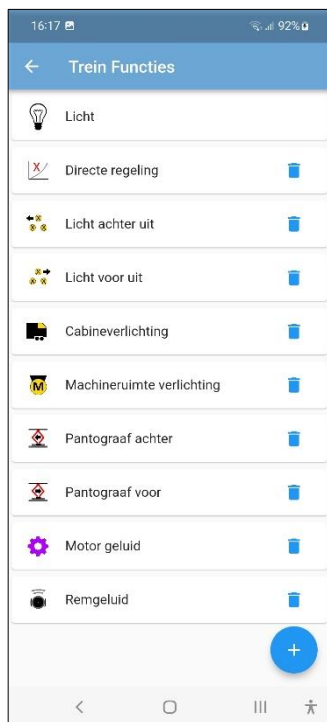 16:17 92%
Trein Functies
Licht
X Directe regeling
Licht achter uit
Licht voor uit
Cabineverlichting
M Machineruimte verlichting
Pantograaf achter
Pantograaf voor
Motor geluid
Remgeluid
+